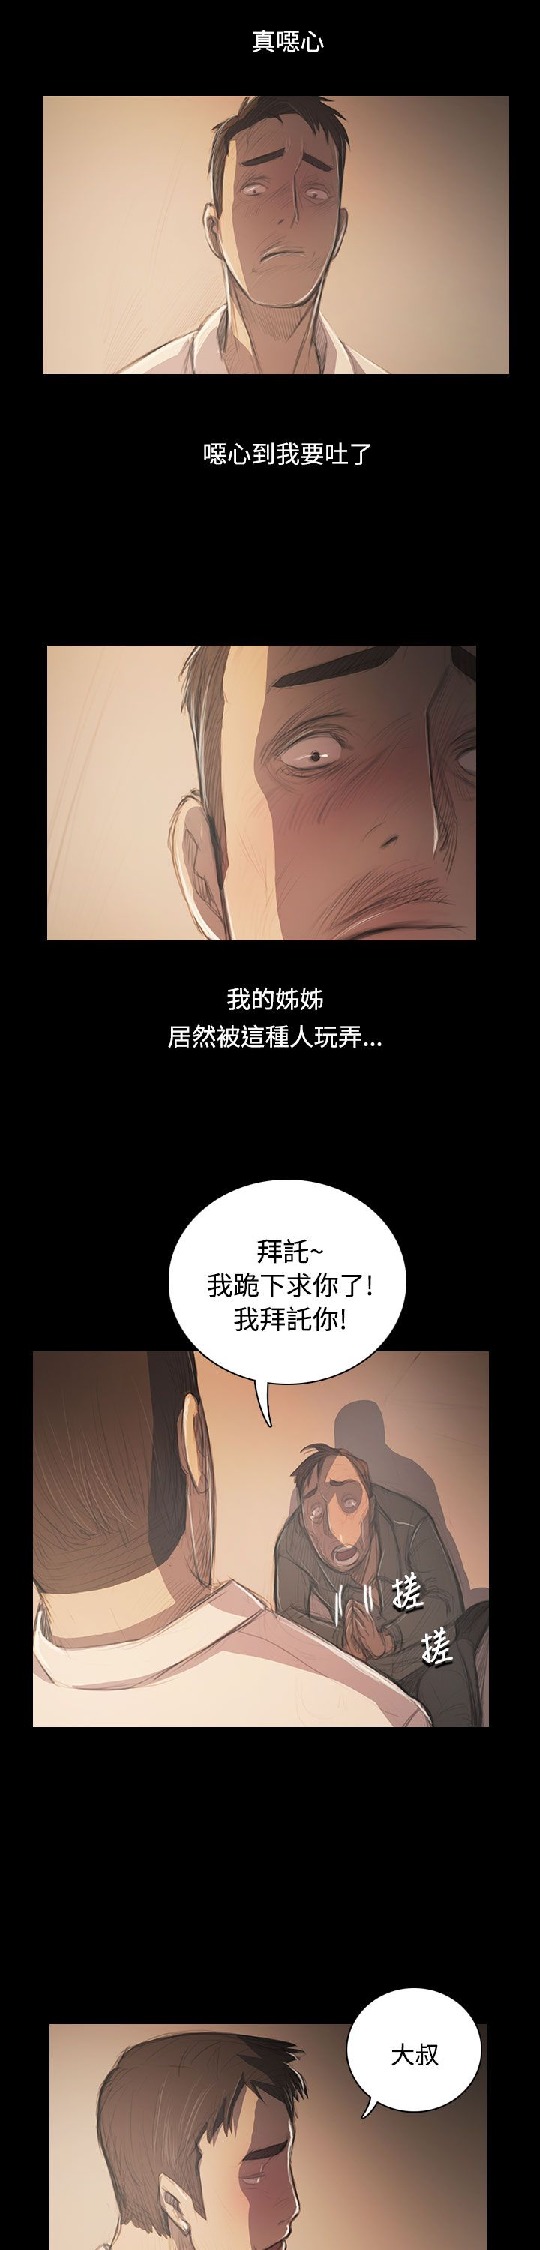 真噁心
噁心到我要吐了
我的姊姊
居然被這種人玩弄...
拜託~
我跪下求你了!
我拜託你!
搓
搓
大叔